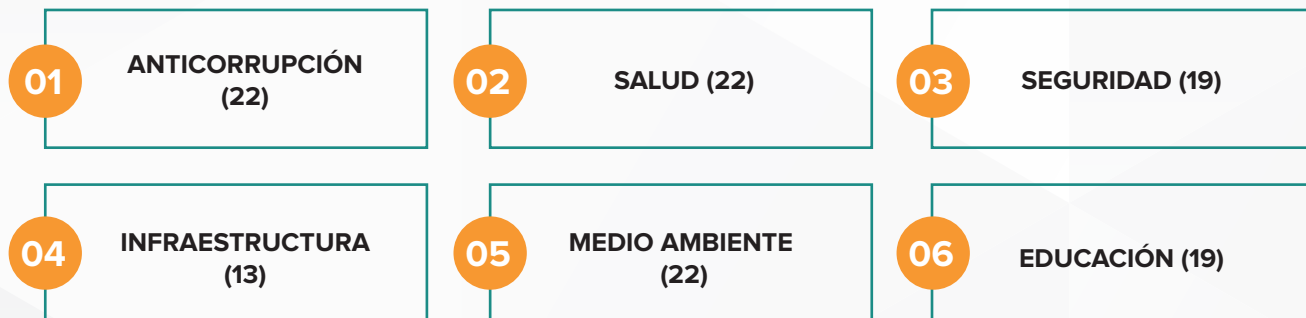 01
ANTICORRUPCIÓN
(22)
02
SALUD (22)
03
SEGURIDAD (19)
04
INFRAESTRUCTURA
(13)
05
MEDIO AMBIENTE
(22)
06
EDUCACIÓN (19)